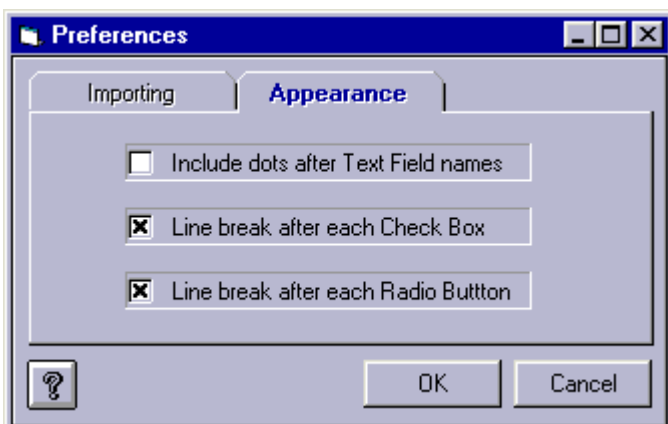 Preferences
Importing Appearance
Include dots after Text Field names
Line break after each Check Box
Line break after each Radio Buttton
? OK Cancel